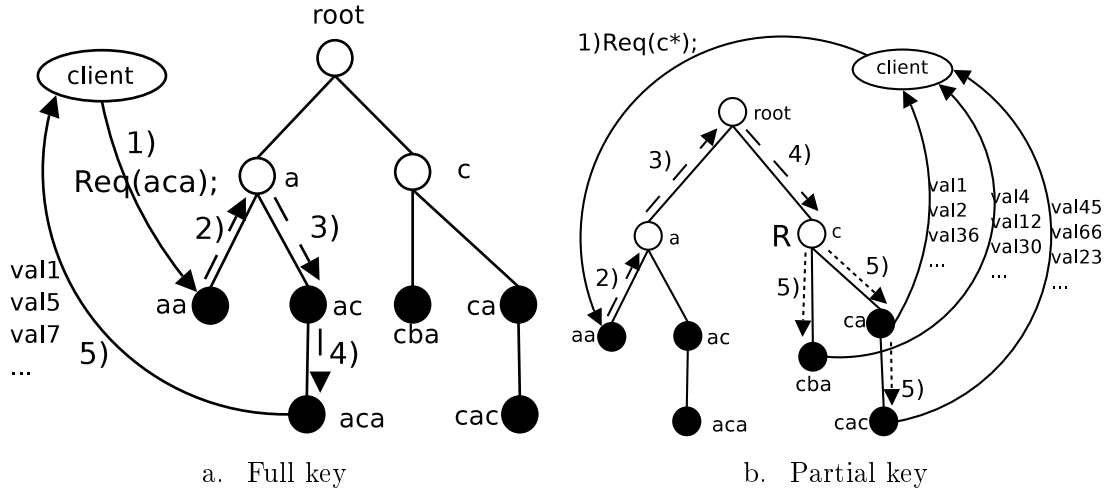 root
client
1)
Req(aca);
a
c
2)
3)
val1
val5
val7
...
5)
aa
ac
cba
ca
4)
aca
cac
a. Full key
1)Req(c*);
client
root
3)
4)
val1
val2
val36
...
val4
val12
val30
...
val45
val66
val23
...
a
R
c
2)
5)
5)
aa
ac
ca
cba
5)
aca
cac
b. Partial key